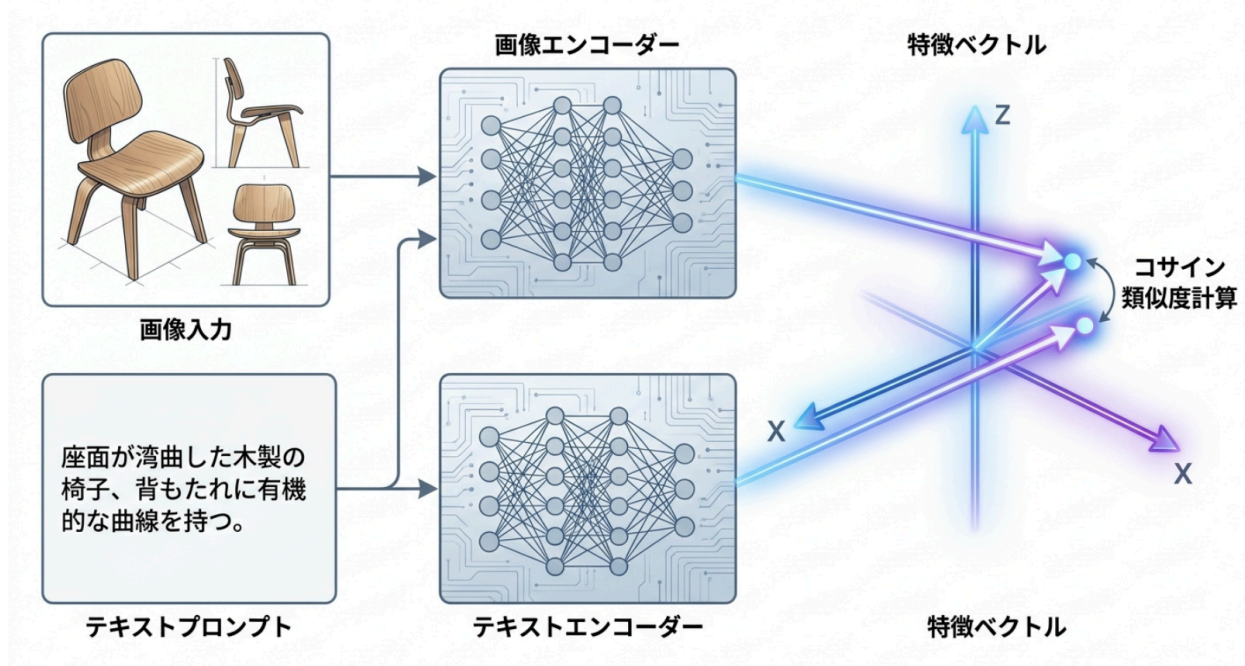 画像エンコーダー
特徴ベクトル
Z
画像入力
コサイン
類似度計算
X
X
座面が湾曲した木製の
椅子、背もたれに有機
的な曲線を持つ。
テキストプロンプト
テキストエンコーダー
特徴ベクトル